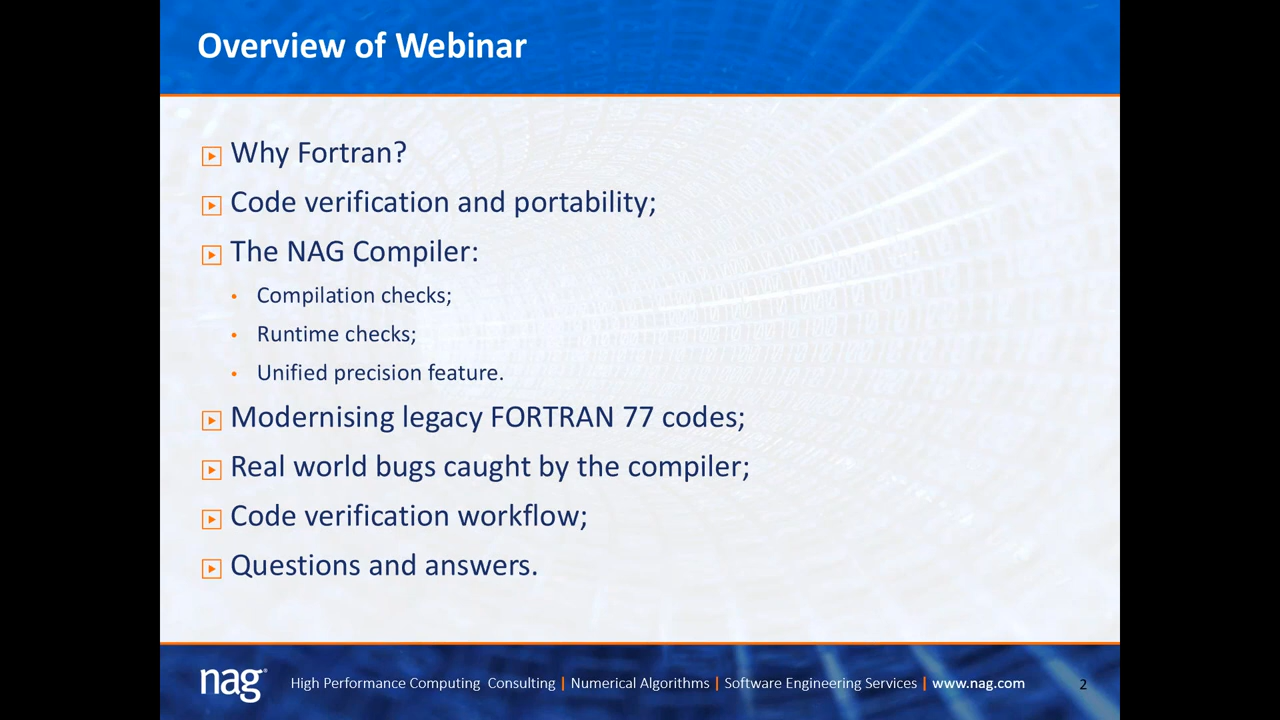 Overview of Webinar
Why Fortran?
Code verification and portability;
The NAG Compiler:
• Compilation checks;
• Runtime checks;
• Unified precision feature.
Modernising legacy FORTRAN 77 codes;
Real world bugs caught by the compiler;
Code verification workflow;
Questions and answers.
nag® High Performance Computing Consulting | Numerical Algorithms | Software Engineering Services | www.nag.com 2